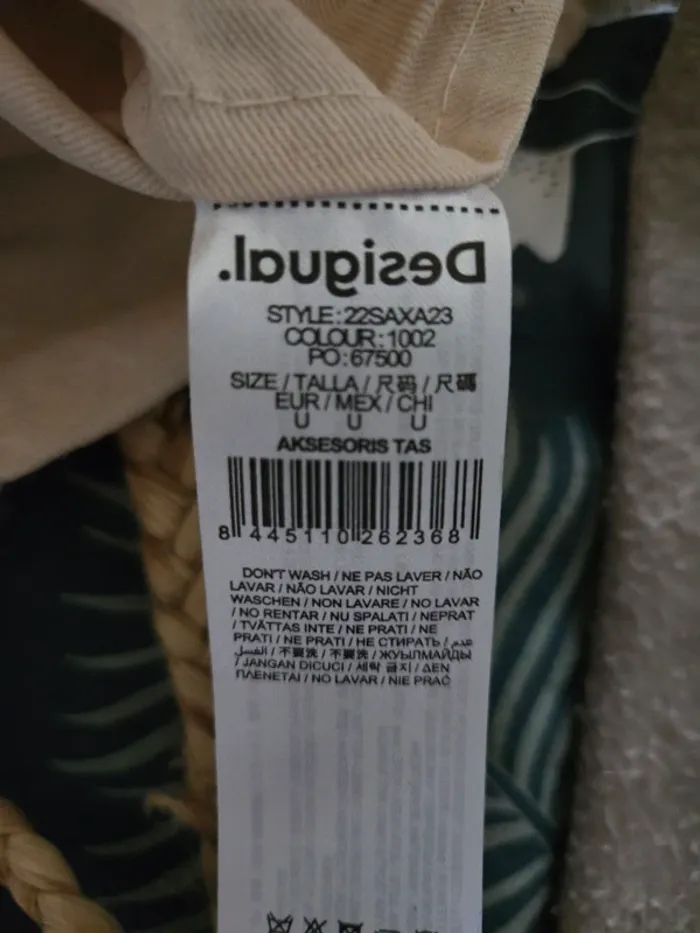 Desigual.
STYLE:22SAXA23
COLOUR:1002
PO:67500
SIZE / TALLA / 尺码 / 尺碼
EUR / MEX / CHI
U U U
AKSESORIS TAS
8 445110 262368
DON'T WASH / NE PAS LAVER / NÃO
LAVAR / NÃO LAVAR / NICHT
WASCHEN / NON LAVARE / NO LAVAR
/ NO RENTAR / NU SPALATI / NEPRAT
/ TVÄTTAS INTE / NE PRATI / NE
PRATI / NE PRATI / НЕ СТИРАТЬ / عدم
الغسل / 不要洗 / 不要洗 / ЖУЫЛМАЙДЫ
/ JANGAN DICUCI / 세탁 금지 / ΔΕΝ
ΠΛΕΝΕΤΑΙ / NO LAVAR / NIE PRAĆ